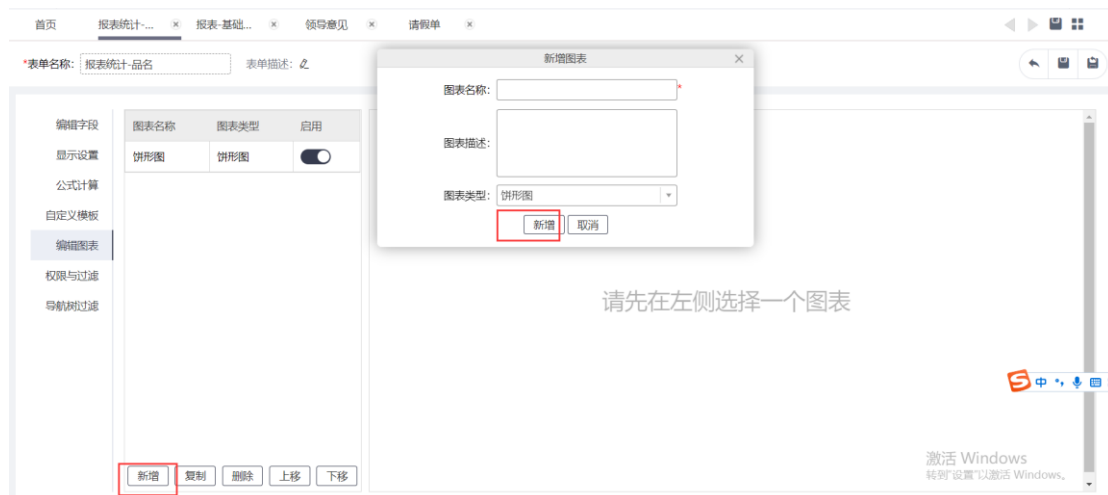 首页 报表统计-... × 报表-基础... × 领导意见 × 请假单 ×
*表单名称: 报表统计-品名 表单描述:
新增图表 ×
图表名称: *
图表描述:
图表类型: 饼形图
新增 取消
编辑字段
显示设置
公式计算
自定义模板
编辑图表
权限与过滤
导航树过滤
图表名称 图表类型 启用
饼形图 饼形图
请先在左侧选择一个图表
新增 复制 删除 上移 下移
S 中
激活 Windows
转到"设置"以激活 Windows。